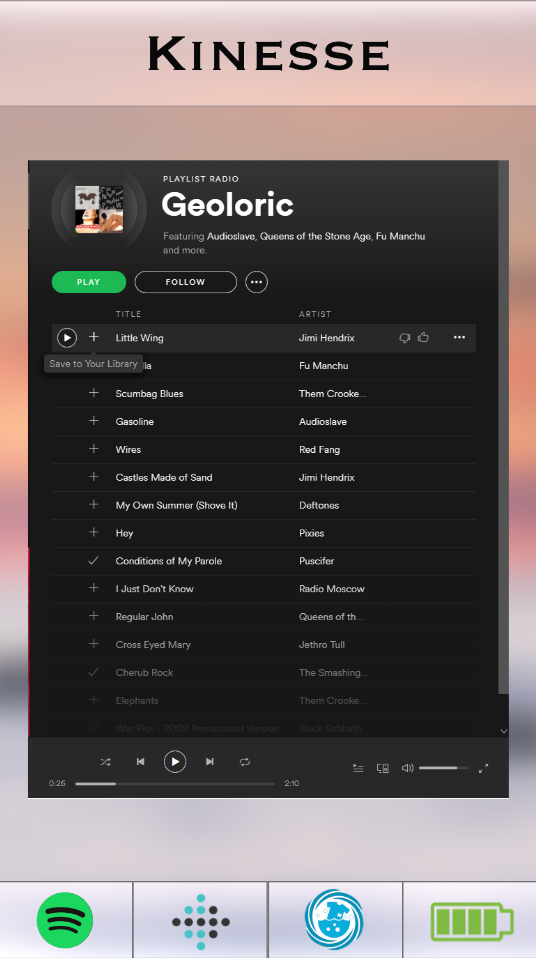 KINESSE
PLAYLIST RADIO
Geoloric
Featuring Audioslave, Queens of the Stone Age, Fu Manchu
and more.
PLAY FOLLOW
TITLE ARTIST
Little Wing Jimi Hendrix
Save to Your Library
la Fu Manchu
Scumbag Blues Them Crooke...
Gasoline Audioslave
Wires Red Fang
Castles Made of Sand Jimi Hendrix
My Own Summer (Shove It) Deftones
Hey Pixies
Conditions of My Parole Puscifer
I Just Don't Know Radio Moscow
Regular John Queens of th...
Cross Eyed Mary Jethro Tull
Cherub Rock The Smashing...
Elephants Them Crooke...
War Pigs - 2009 Remastered Version Black Sabbath
0:26 2:10